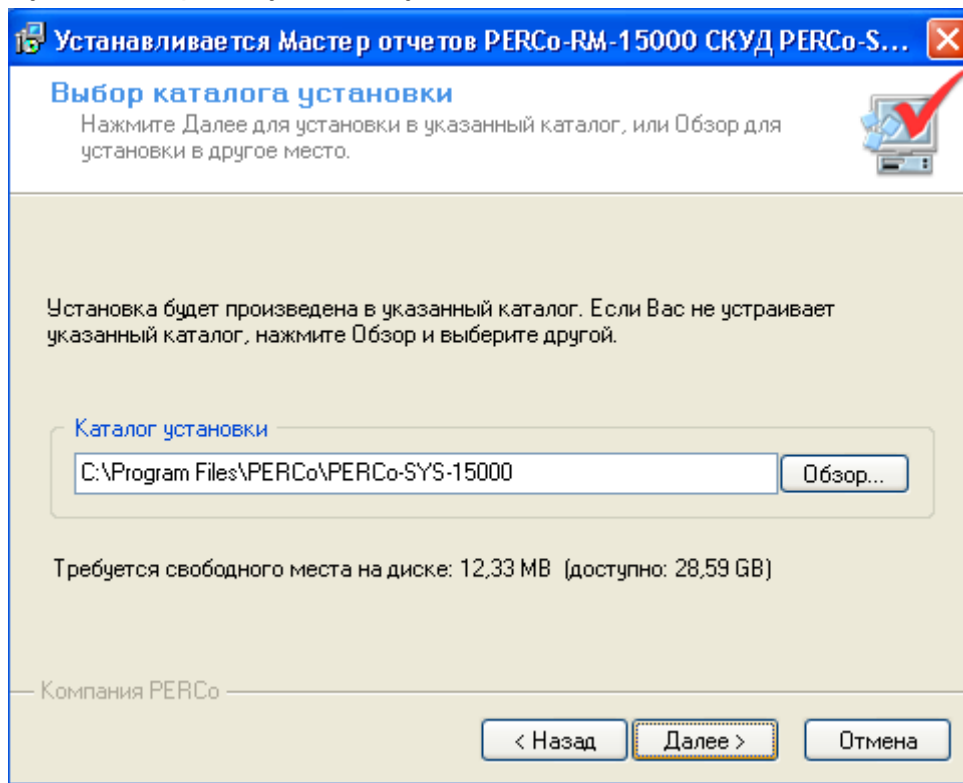 Устанавливается Мастер отчетов PERCo-RM-15000 СКУД PERCo-S...
Выбор каталога установки
Нажмите Далее для установки в указанный каталог, или Обзор для
установки в другое место.
Установка будет произведена в указанный каталог. Если Вас не устраивает
указанный каталог, нажмите Обзор и выберите другой.
Каталог установки
C:\Program Files\PERCo\PERCo-SYS-15000
Обзор...
Требуется свободного места на диске: 12,33 MB (доступно: 28,59 GB)
Компания PERCo
< Назад
Далее >
Отмена